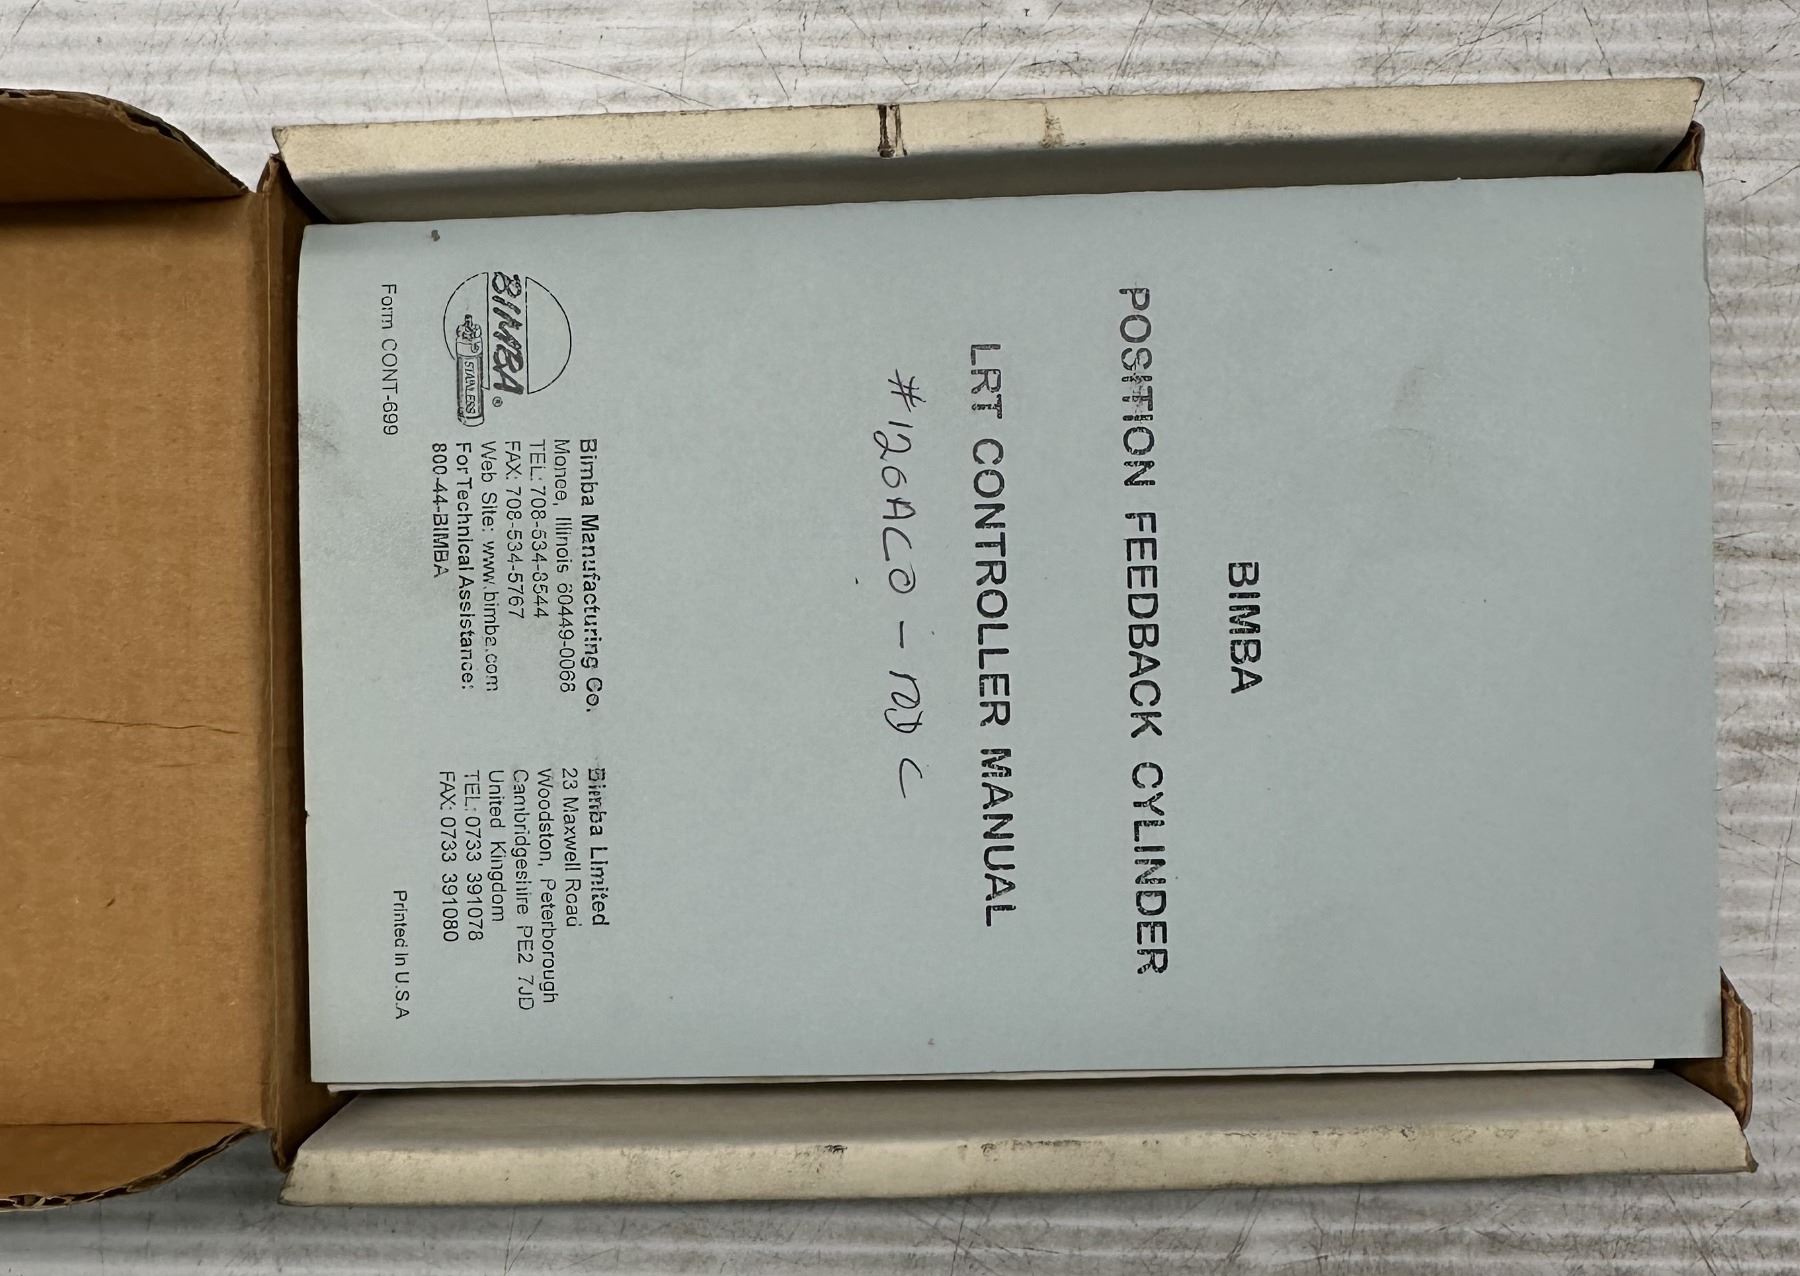 BIMBA
POSITION FEEDBACK CYLINDER
LRT CONTROLLER MANUAL
BIMBA®
STAINLESS
Bimba Manufacturing Co.
Monee, Illinois 60449-0068
TEL: 708-534-8544
FAX: 708-534-5767
Web Site: www.bimba.com
For Technical Assistance:
800-44-BIMBA
Bimba Limited
23 Maxwell Road
Woodston, Peterborough
Cambridgeshire PE2 7JD
United Kingdom
TEL: 0733 391078
FAX: 0733 391080
Form CONT-699
Printed in U.S.A